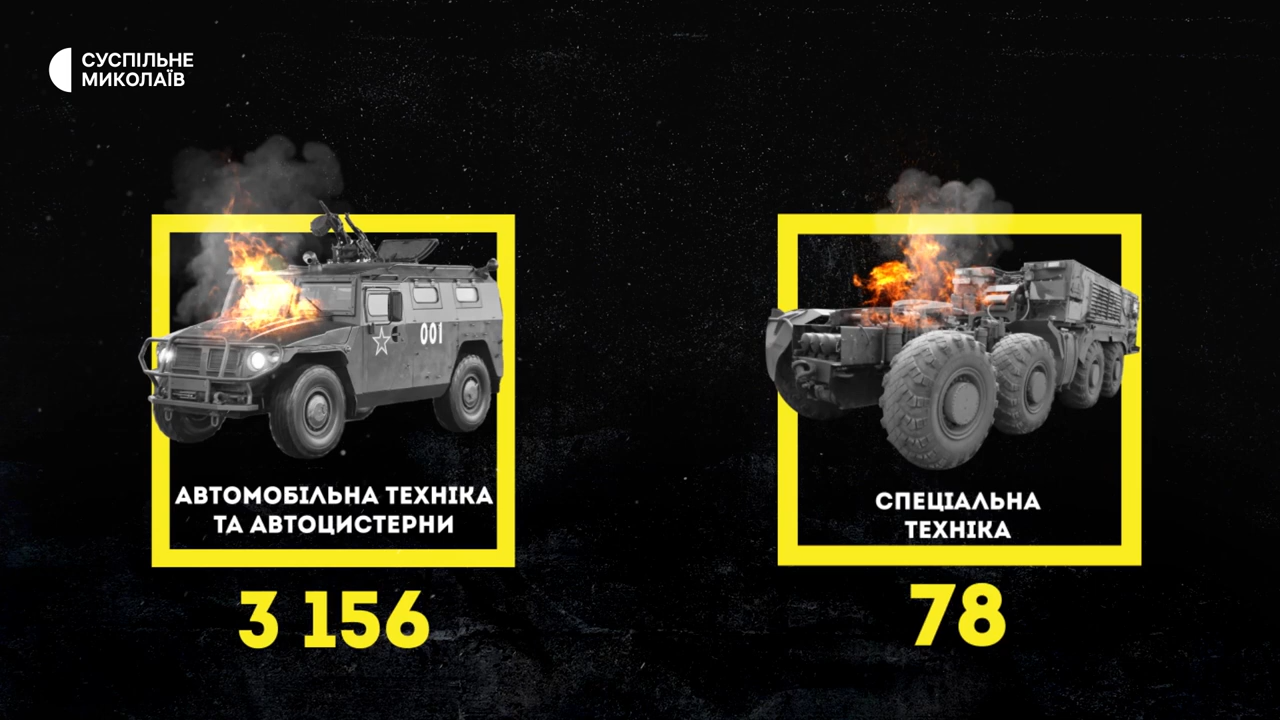 СУСПІЛЬНЕ
МИКОЛАЇВ
001
АВТОМОБІЛЬНА ТЕХНІКА
ТА АВТОЦИСТЕРНИ
3 156
СПЕЦІАЛЬНА
ТЕХНІКА
78